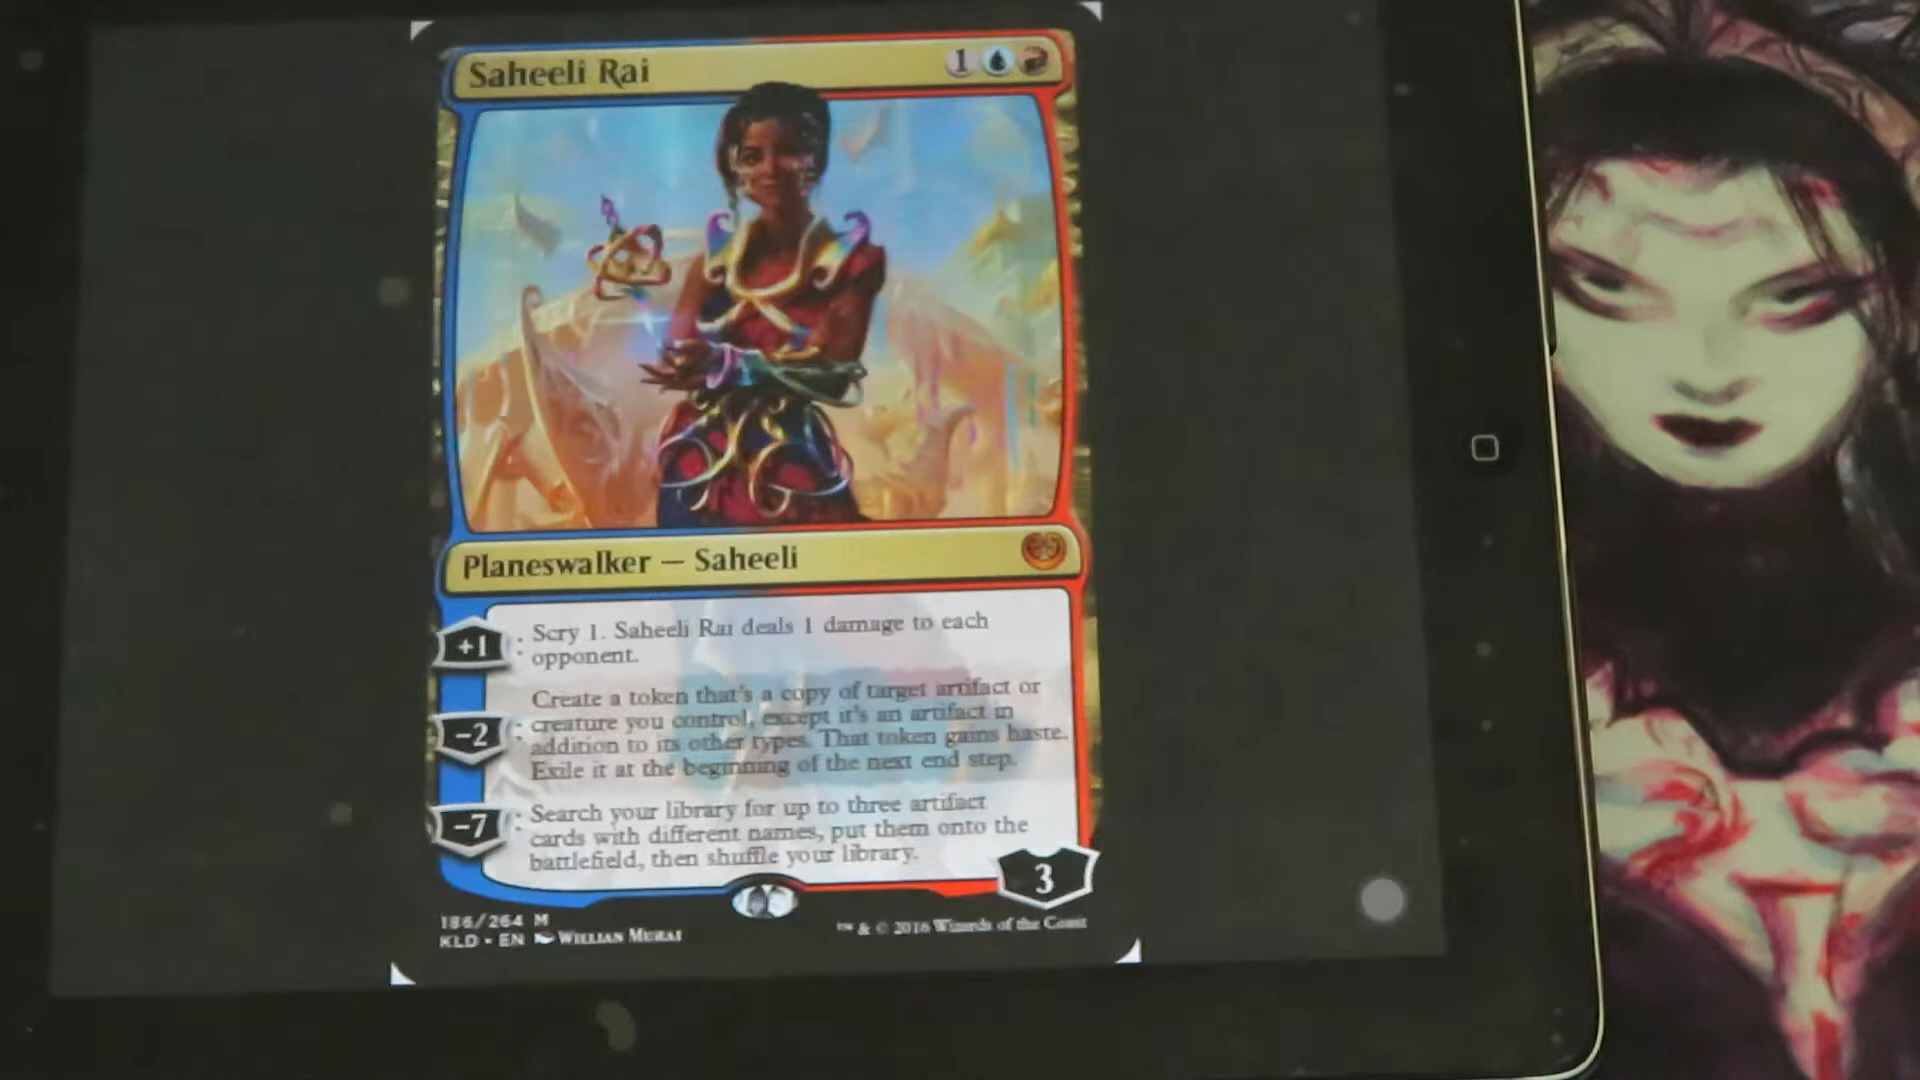 Saheeli Rai 1
Planeswalker — Saheeli
+1 : Scry 1. Saheeli Rai deals 1 damage to each
opponent.
Create a token that's a copy of target artifact or
-2 : creature you control, except it's an artifact in
addition to its other types. That token gains haste.
Exile it at the beginning of the next end step.
-7 : Search your library for up to three artifact
cards with different names, put them onto the
battlefield, then shuffle your library.
3
186/264 M
KLD • EN Willian Murai
™ & © 2016 Wizards of the Coast